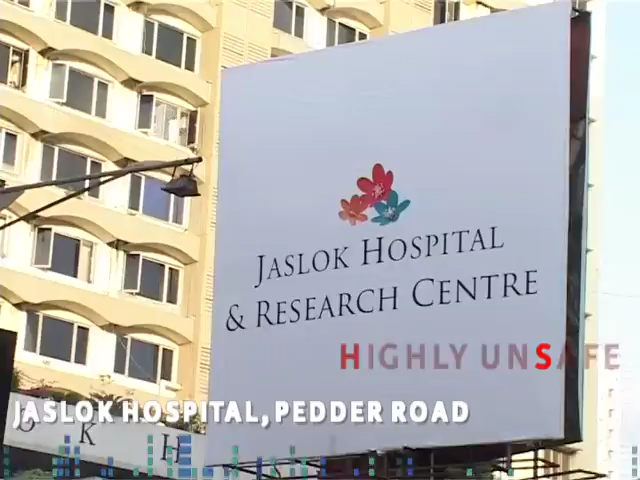 JASLOK HOSPITAL
& RESEARCH CENTRE
HIGHLY UNSAFE
JASLOK HOSPITAL, PEDDER ROAD
O K H